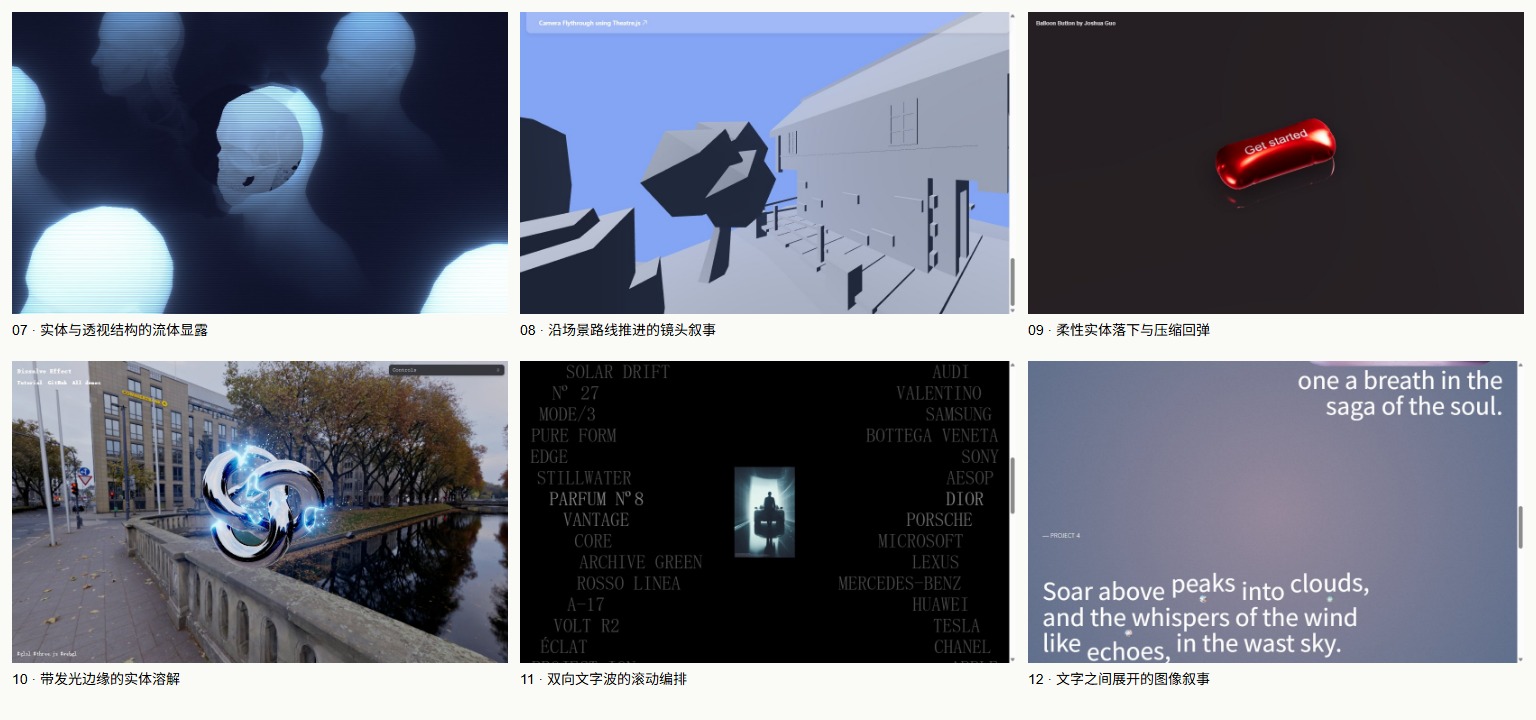 Camera Flythrough using Theatre.js ↗
Balloon Button by Joshua Guo
Get started
07 · 实体与透视结构的流体显露
08 · 沿场景路线推进的镜头叙事
09 · 柔性实体落下与压缩回弹
Dissolve Effect
Tutorial GitHub All demos
Controls
#glsl #three.js #webgl
SOLAR DRIFT
Nº 27
MODE/3
PURE FORM
EDGE
STILLWATER
PARFUM Nº8
VANTAGE
CORE
ARCHIVE GREEN
ROSSO LINEA
A-17
VOLT R2
ÉCLAT
AUDI
VALENTINO
SAMSUNG
BOTTEGA VENETA
SONY
AESOP
DIOR
PORSCHE
MICROSOFT
LEXUS
MERCEDES-BENZ
HUAWEI
TESLA
CHANEL
one a breath in the
saga of the soul.
— PROJECT 4
Soar above peaks into clouds,
and the whispers of the wind
like echoes, in the wast sky.
10 · 带发光边缘的实体溶解
11 · 双向文字波的滚动编排
12 · 文字之间展开的图像叙事